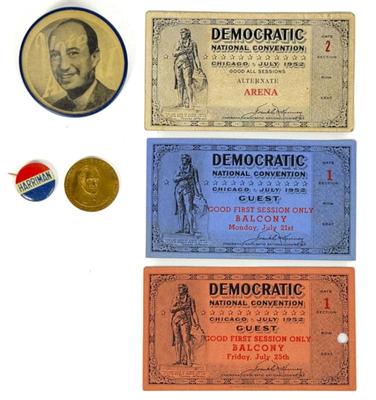 HARRIMAN
DEMOCRATIC
NATIONAL CONVENTION
CHICAGO JULY 1952
GOOD ALL SESSIONS
ALTERNATE
ARENA
GATE
2
SECTION
ROW
SEAT
DEMOCRATIC
NATIONAL CONVENTION
CHICAGO JULY 1952
GUEST
GOOD FIRST SESSION ONLY
BALCONY
Monday, July 21st
GATE
1
SECTION
ROW
SEAT
DEMOCRATIC
NATIONAL CONVENTION
CHICAGO JULY 1952
GUEST
GOOD FIRST SESSION ONLY
BALCONY
Friday, July 25th
GATE
1
SECTION
ROW
SEAT